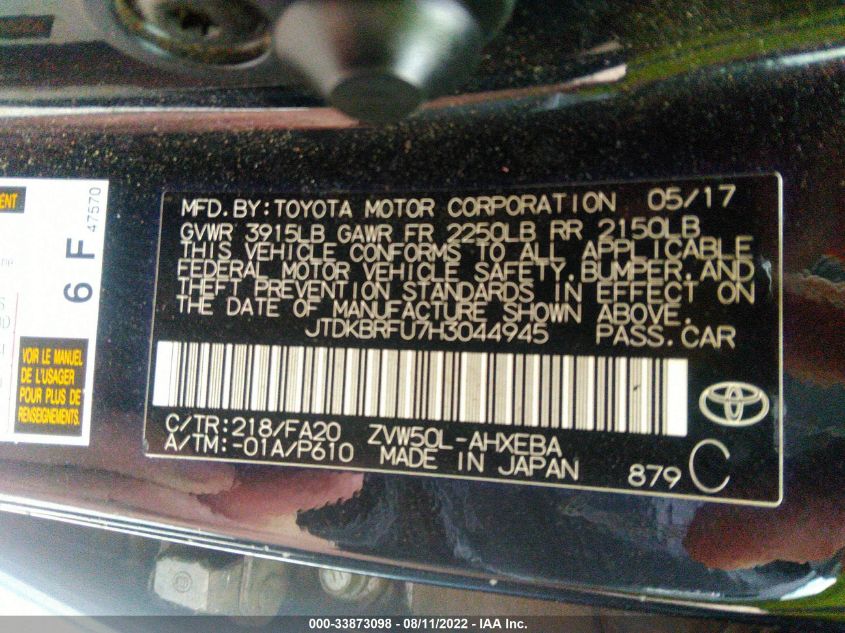 MFD. BY: TOYOTA MOTOR CORPORATION 05/17
GVWR 3915LB GAWR FR 2250LB RR 2150LB
THIS VEHICLE CONFORMS TO ALL APPLICABLE
FEDERAL MOTOR VEHICLE SAFETY, BUMPER, AND
THEFT PREVENTION STANDARDS IN EFFECT ON
THE DATE OF MANUFACTURE SHOWN ABOVE.
JTDKBRFU7H3044945 PASS. CAR
C/TR: 218/FA20 ZVW50L-AHXEBA
A/TM: -01A/P610 MADE IN JAPAN
879 C
6 F
47570
VOIR LE MANUEL
DE L'USAGER
POUR PLUS DE
RENSEIGNEMENTS.
000-33873098 - 08/11/2022 - IAA Inc.